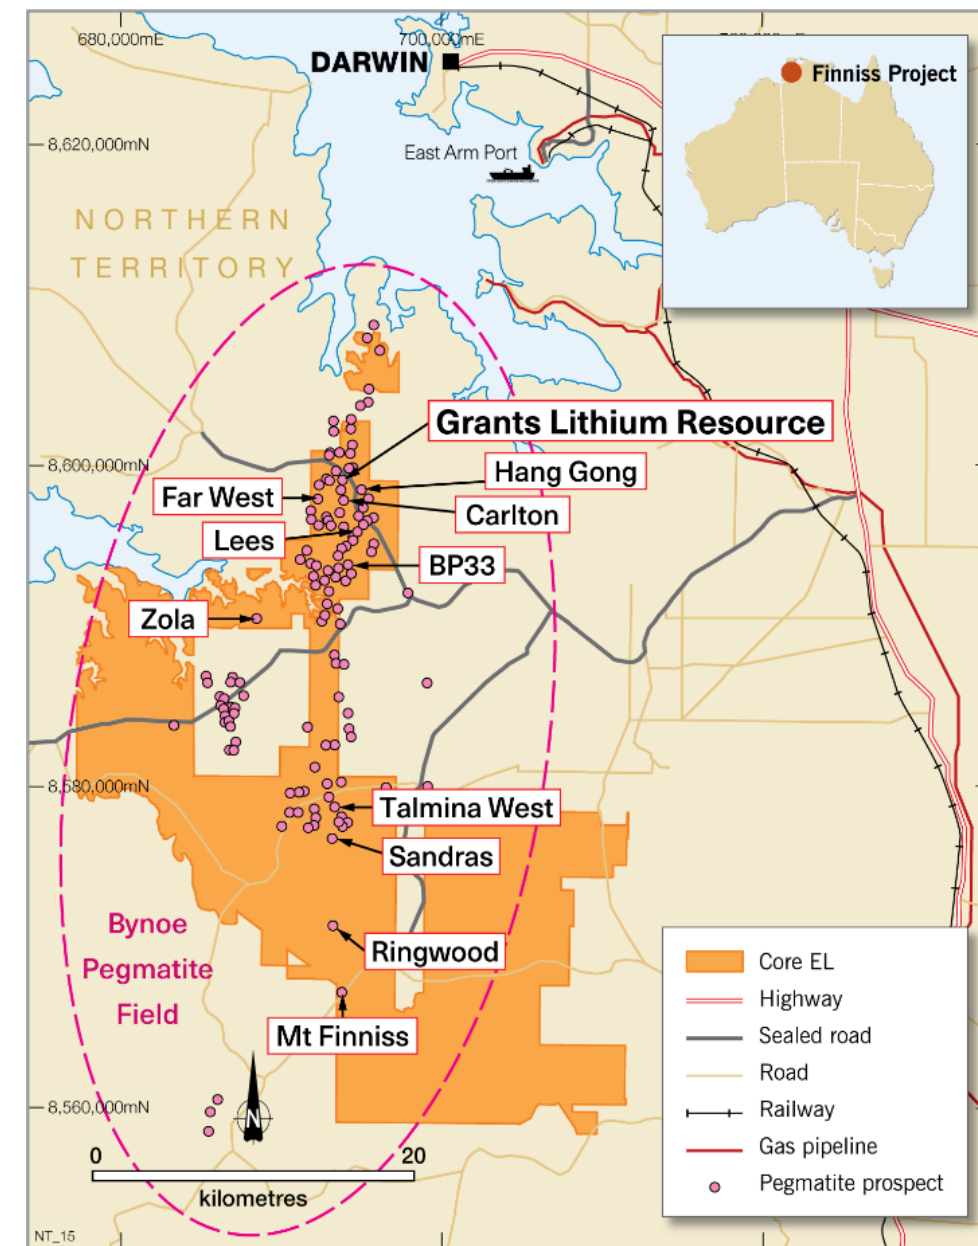 680,000mE
700,000mE
DARWIN
Finniss Project
8,620,000mN
East Arm Port
NORTHERN
TERRITORY
Grants Lithium Resource
8,600,000mN
Hang Gong
Far West
Carlton
Lees
BP33
Zola
8,580,000mN
Talmina West
Sandras
Bynoe
Pegmatite
Field
Ringwood
Mt Finniss
Core EL
Highway
Sealed road
Road
Railway
Gas pipeline
Pegmatite prospect
8,560,000mN
N
0 20
kilometres
NT_15